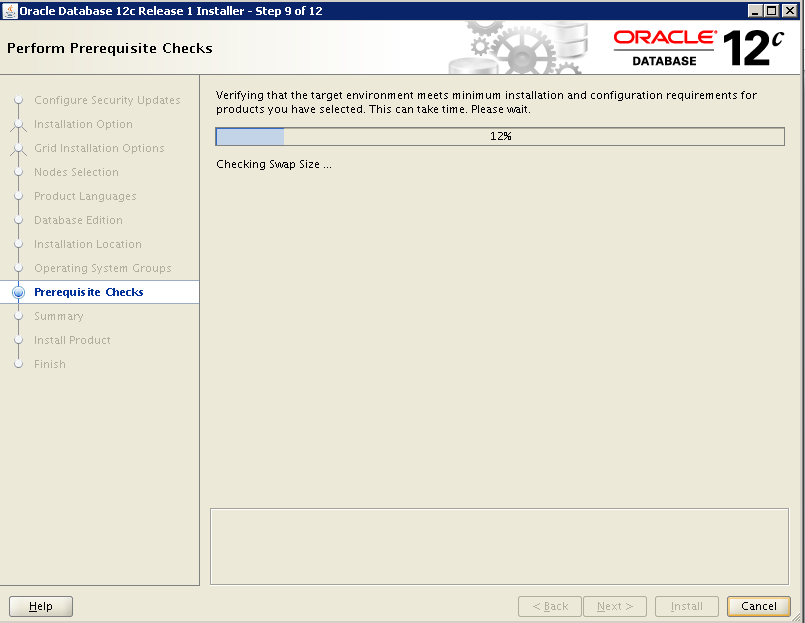 Oracle Database 12c Release 1 Installer - Step 9 of 12
Perform Prerequisite Checks
ORACLE
DATABASE
12c
Configure Security Updates
Installation Option
Grid Installation Options
Nodes Selection
Product Languages
Database Edition
Installation Location
Operating System Groups
Prerequisite Checks
Summary
Install Product
Finish
Verifying that the target environment meets minimum installation and configuration requirements for
products you have selected. This can take time. Please wait.
12%
Checking Swap Size ...
Help
< Back
Next >
Install
Cancel